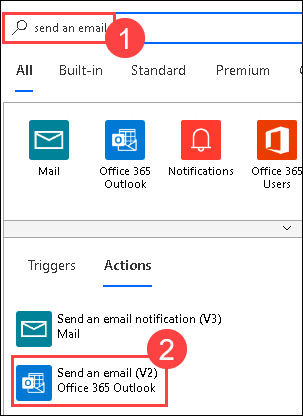 send an email
1
All Built-in Standard Premium
Mail Office 365 Notifications Office 365
Outlook Users
Triggers Actions
Send an email notification (V3)
Mail
2
Send an email (V2)
Office 365 Outlook